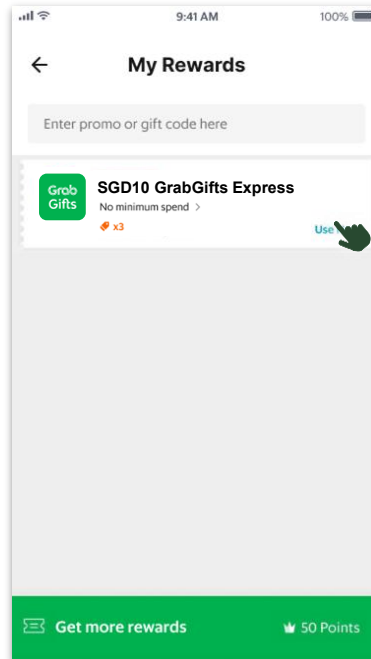 9:41 AM
100%
My Rewards
Enter promo or gift code here
Grab
Gifts
SGD10 GrabGifts Express
No minimum spend >
x3
Use
Get more rewards
50 Points